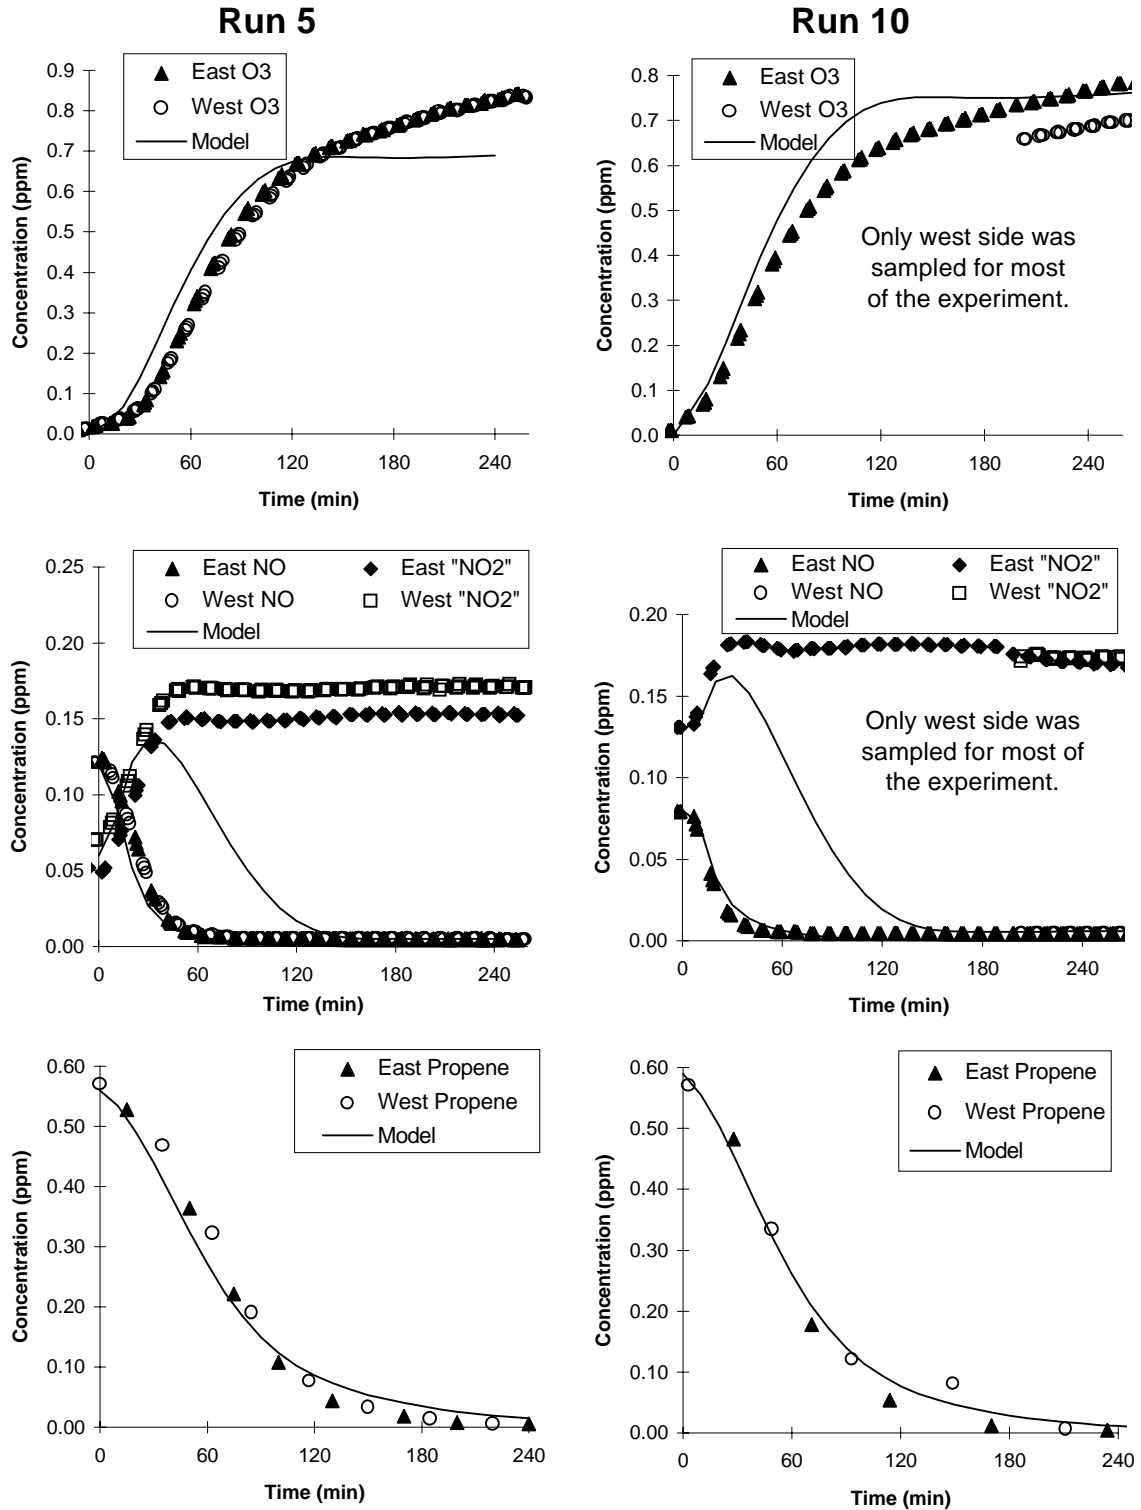 Run 5
Run 10
East O3
West O3
Model
0.9
0.8
0.7
0.6
0.5
0.4
0.3
0.2
0.1
0.0
Concentration (ppm)
0 60 120 180 240
Time (min)
East O3
West O3
Model
0.8
0.7
0.6
0.5
0.4
0.3
0.2
0.1
0.0
Concentration (ppm)
Only west side was
sampled for most
of the experiment.
0 60 120 180 240
Time (min)
East NO East "NO2"
West NO West "NO2"
Model
0.25
0.20
0.15
0.10
0.05
0.00
Concentration (ppm)
0 60 120 180 240
Time (min)
East NO East "NO2"
West NO West "NO2"
Model
0.20
0.15
0.10
0.05
0.00
Concentration (ppm)
Only west side was
sampled for most of
the experiment.
0 60 120 180 240
Time (min)
East Propene
West Propene
Model
0.60
0.50
0.40
0.30
0.20
0.10
0.00
Concentration (ppm)
0 60 120 180 240
Time (min)
East Propene
West Propene
Model
0.60
0.50
0.40
0.30
0.20
0.10
0.00
Concentration (ppm)
0 60 120 180 240
Time (min)